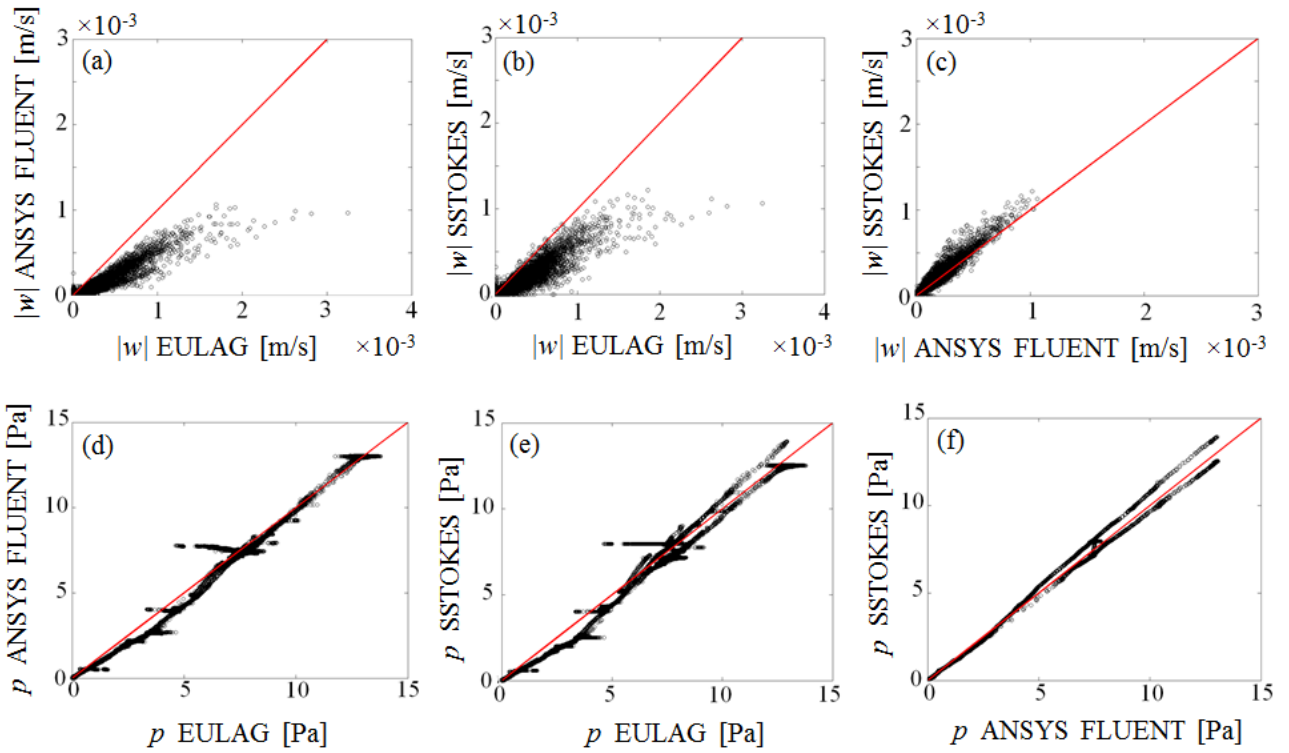 ×10⁻³
3
2
1
0
(a)
|w| ANSYS FLUENT [m/s]
0 1 2 3 4
|w| EULAG [m/s] ×10⁻³
×10⁻³
3
2
1
0
(b)
|w| SSTOKES [m/s]
0 1 2 3 4
|w| EULAG [m/s] ×10⁻³
×10⁻³
3
2
1
0
(c)
|w| SSTOKES [m/s]
0 1 2 3
|w| ANSYS FLUENT [m/s] ×10⁻³
15
10
5
0
(d)
p ANSYS FLUENT [Pa]
0 5 10 15
p EULAG [Pa]
15
10
5
0
(e)
p SSTOKES [Pa]
0 5 10 15
p EULAG [Pa]
15
10
5
0
(f)
p SSTOKES [Pa]
0 5 10 15
p ANSYS FLUENT [Pa]